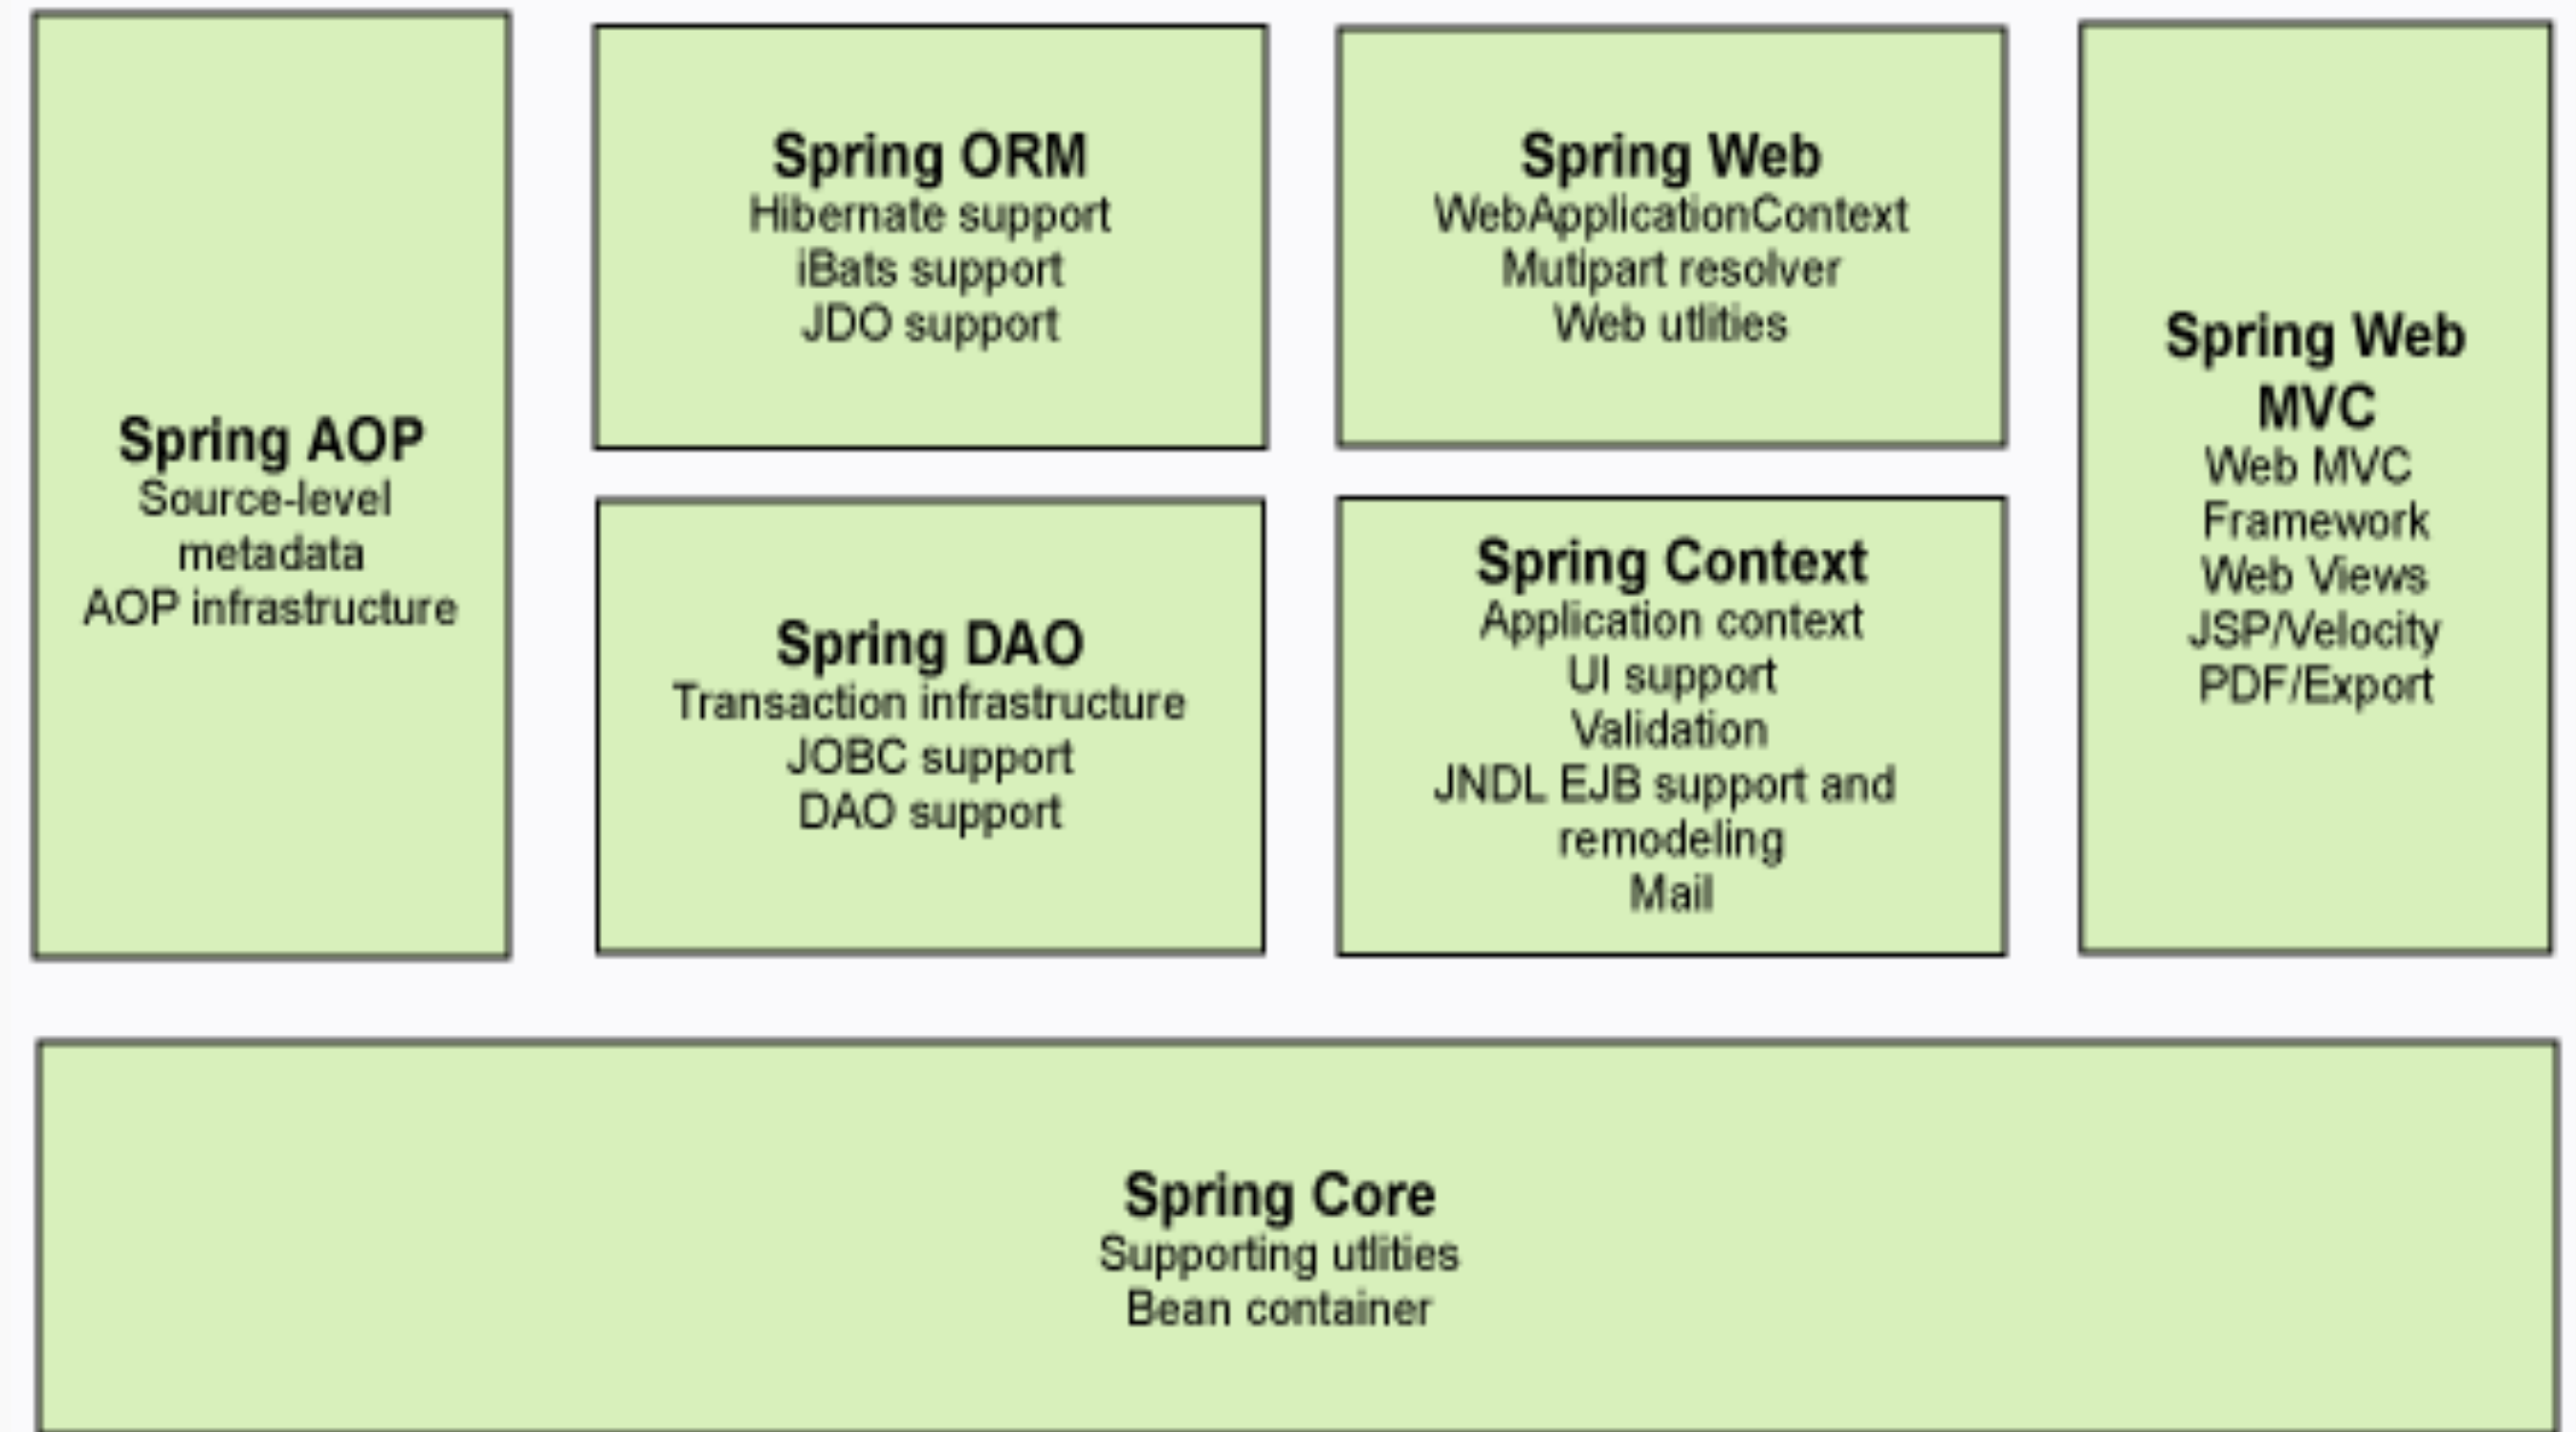 Spring AOP
Source-level
metadata
AOP infrastructure
Spring ORM
Hibernate support
iBats support
JDO support
Spring DAO
Transaction infrastructure
JOBC support
DAO support
Spring Web
WebApplicationContext
Mutipart resolver
Web utlities
Spring Context
Application context
UI support
Validation
JNDL EJB support and
remodeling
Mail
Spring Web
MVC
Web MVC
Framework
Web Views
JSP/Velocity
PDF/Export
Spring Core
Supporting utlities
Bean container